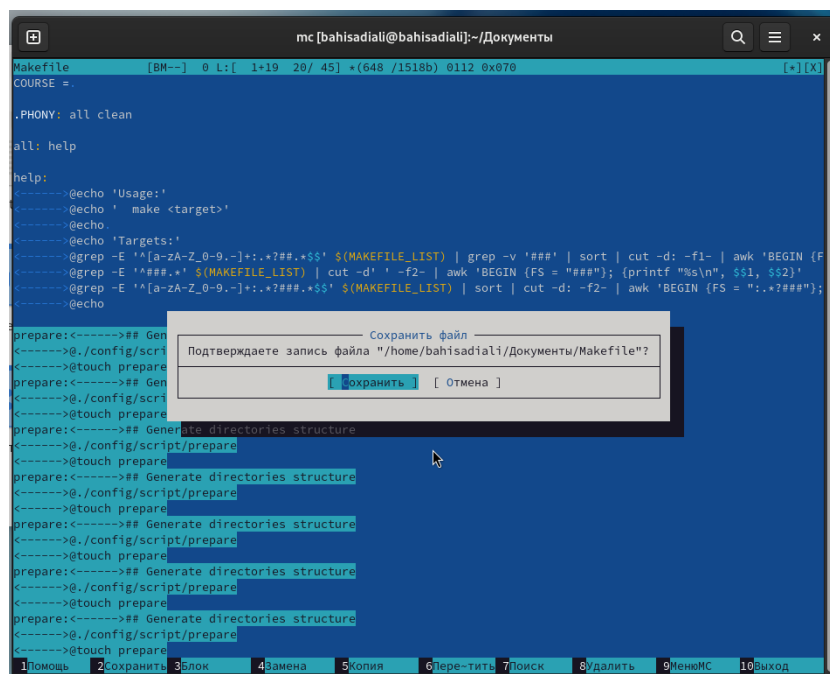 mc [bahisadiali@bahisadiali]:~/Документы
Makefile [BM--] 0 L:[ 1+19 20/ 45] *(648 /1518b) 0112 0x070 [*][X]
COURSE =.
.PHONY: all clean
all: help
help:
<------>@echo 'Usage:'
<------>@echo '  make <target>'
<------>@echo.
<------>@echo 'Targets:'
<------>@grep -E '^[a-zA-Z_0-9.-]+:.*?##.*$$' $(MAKEFILE_LIST) | grep -v '###' | sort | cut -d: -f1- | awk 'BEGIN {F
<------>@grep -E '^###.*' $(MAKEFILE_LIST) | cut -d' ' -f2- | awk 'BEGIN {FS = "###"}; {printf "%s\n", $$1, $$2}'
<------>@grep -E '^[a-zA-Z_0-9.-]+:.*?###.*$$' $(MAKEFILE_LIST) | sort | cut -d: -f2- | awk 'BEGIN {FS = ":.*?###"};
<------>@echo
Сохранить файл
prepare:<------>## Gen
<------>@./config/scri
Подтверждаете запись файла "/home/bahisadiali/Документы/Makefile"?
<------>@touch prepare
prepare:<------>## Gen
[ Сохранить ] [ Отмена ]
<------>@./config/scri
<------>@touch prepare
prepare:<------>## Generate directories structure
<------>@./config/script/prepare
<------>@touch prepare
prepare:<------>## Generate directories structure
<------>@./config/script/prepare
<------>@touch prepare
prepare:<------>## Generate directories structure
<------>@./config/script/prepare
<------>@touch prepare
prepare:<------>## Generate directories structure
<------>@./config/script/prepare
<------>@touch prepare
prepare:<------>## Generate directories structure
<------>@./config/script/prepare
<------>@touch prepare
1Помощь 2Сохранить 3Блок 4Замена 5Копия 6Пере~тить 7Поиск 8Удалить 9МенюMC 10Выход